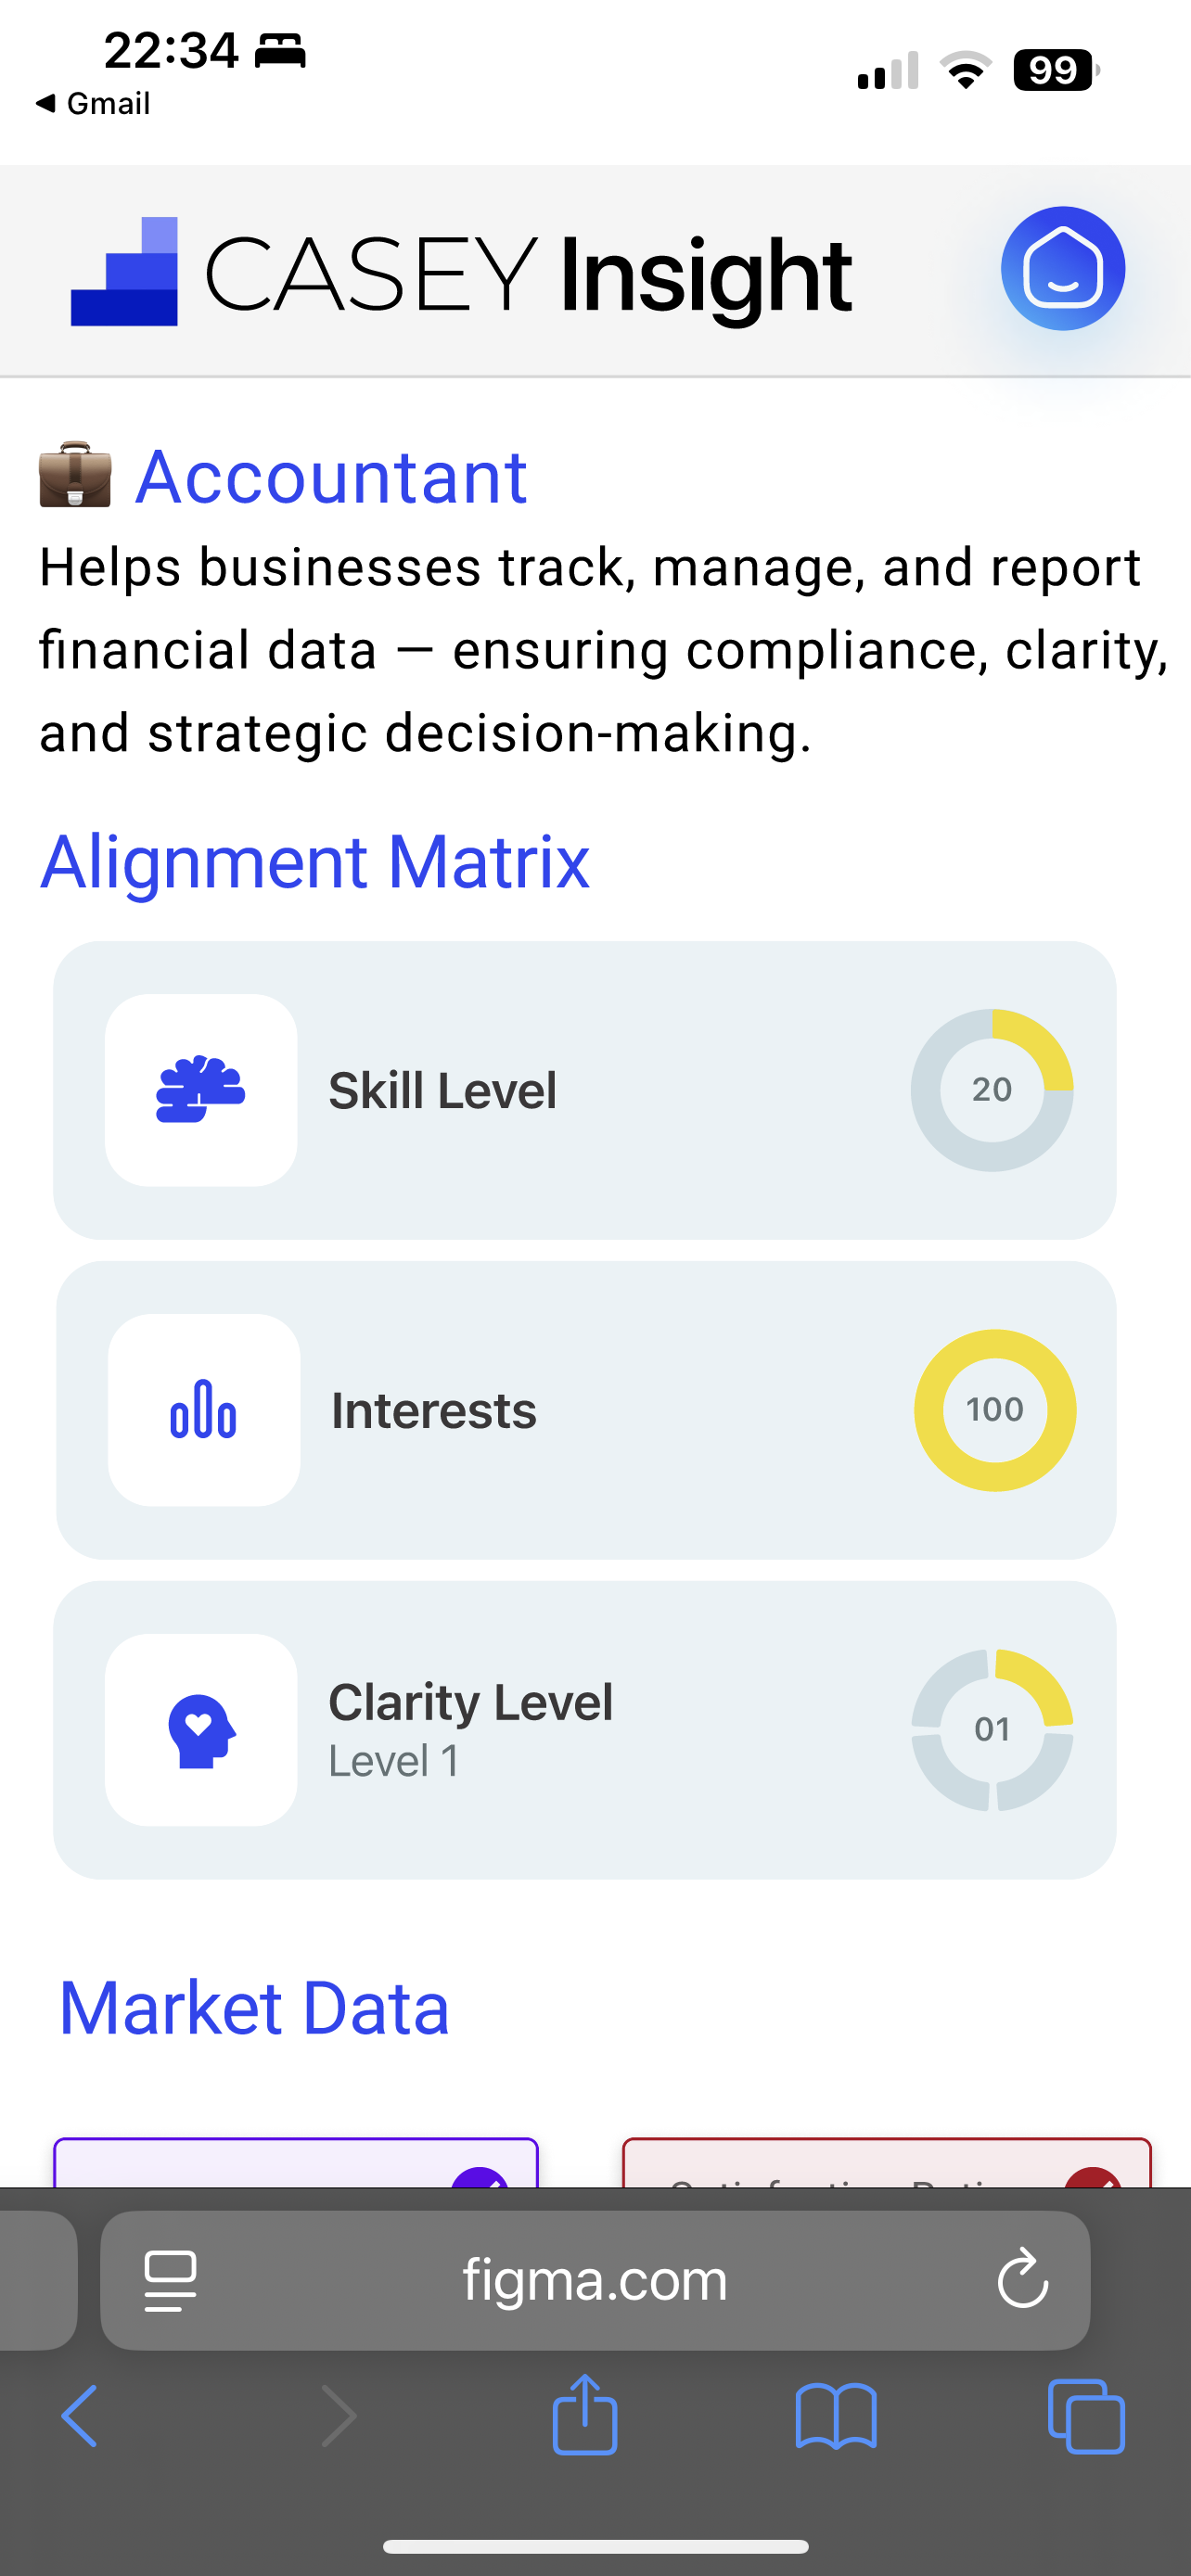 22:34
◀ Gmail
99
CASEY Insight
Accountant
Helps businesses track, manage, and report
financial data — ensuring compliance, clarity,
and strategic decision-making.
Alignment Matrix
Skill Level
20
Interests
100
Clarity Level
Level 1
01
Market Data
figma.com